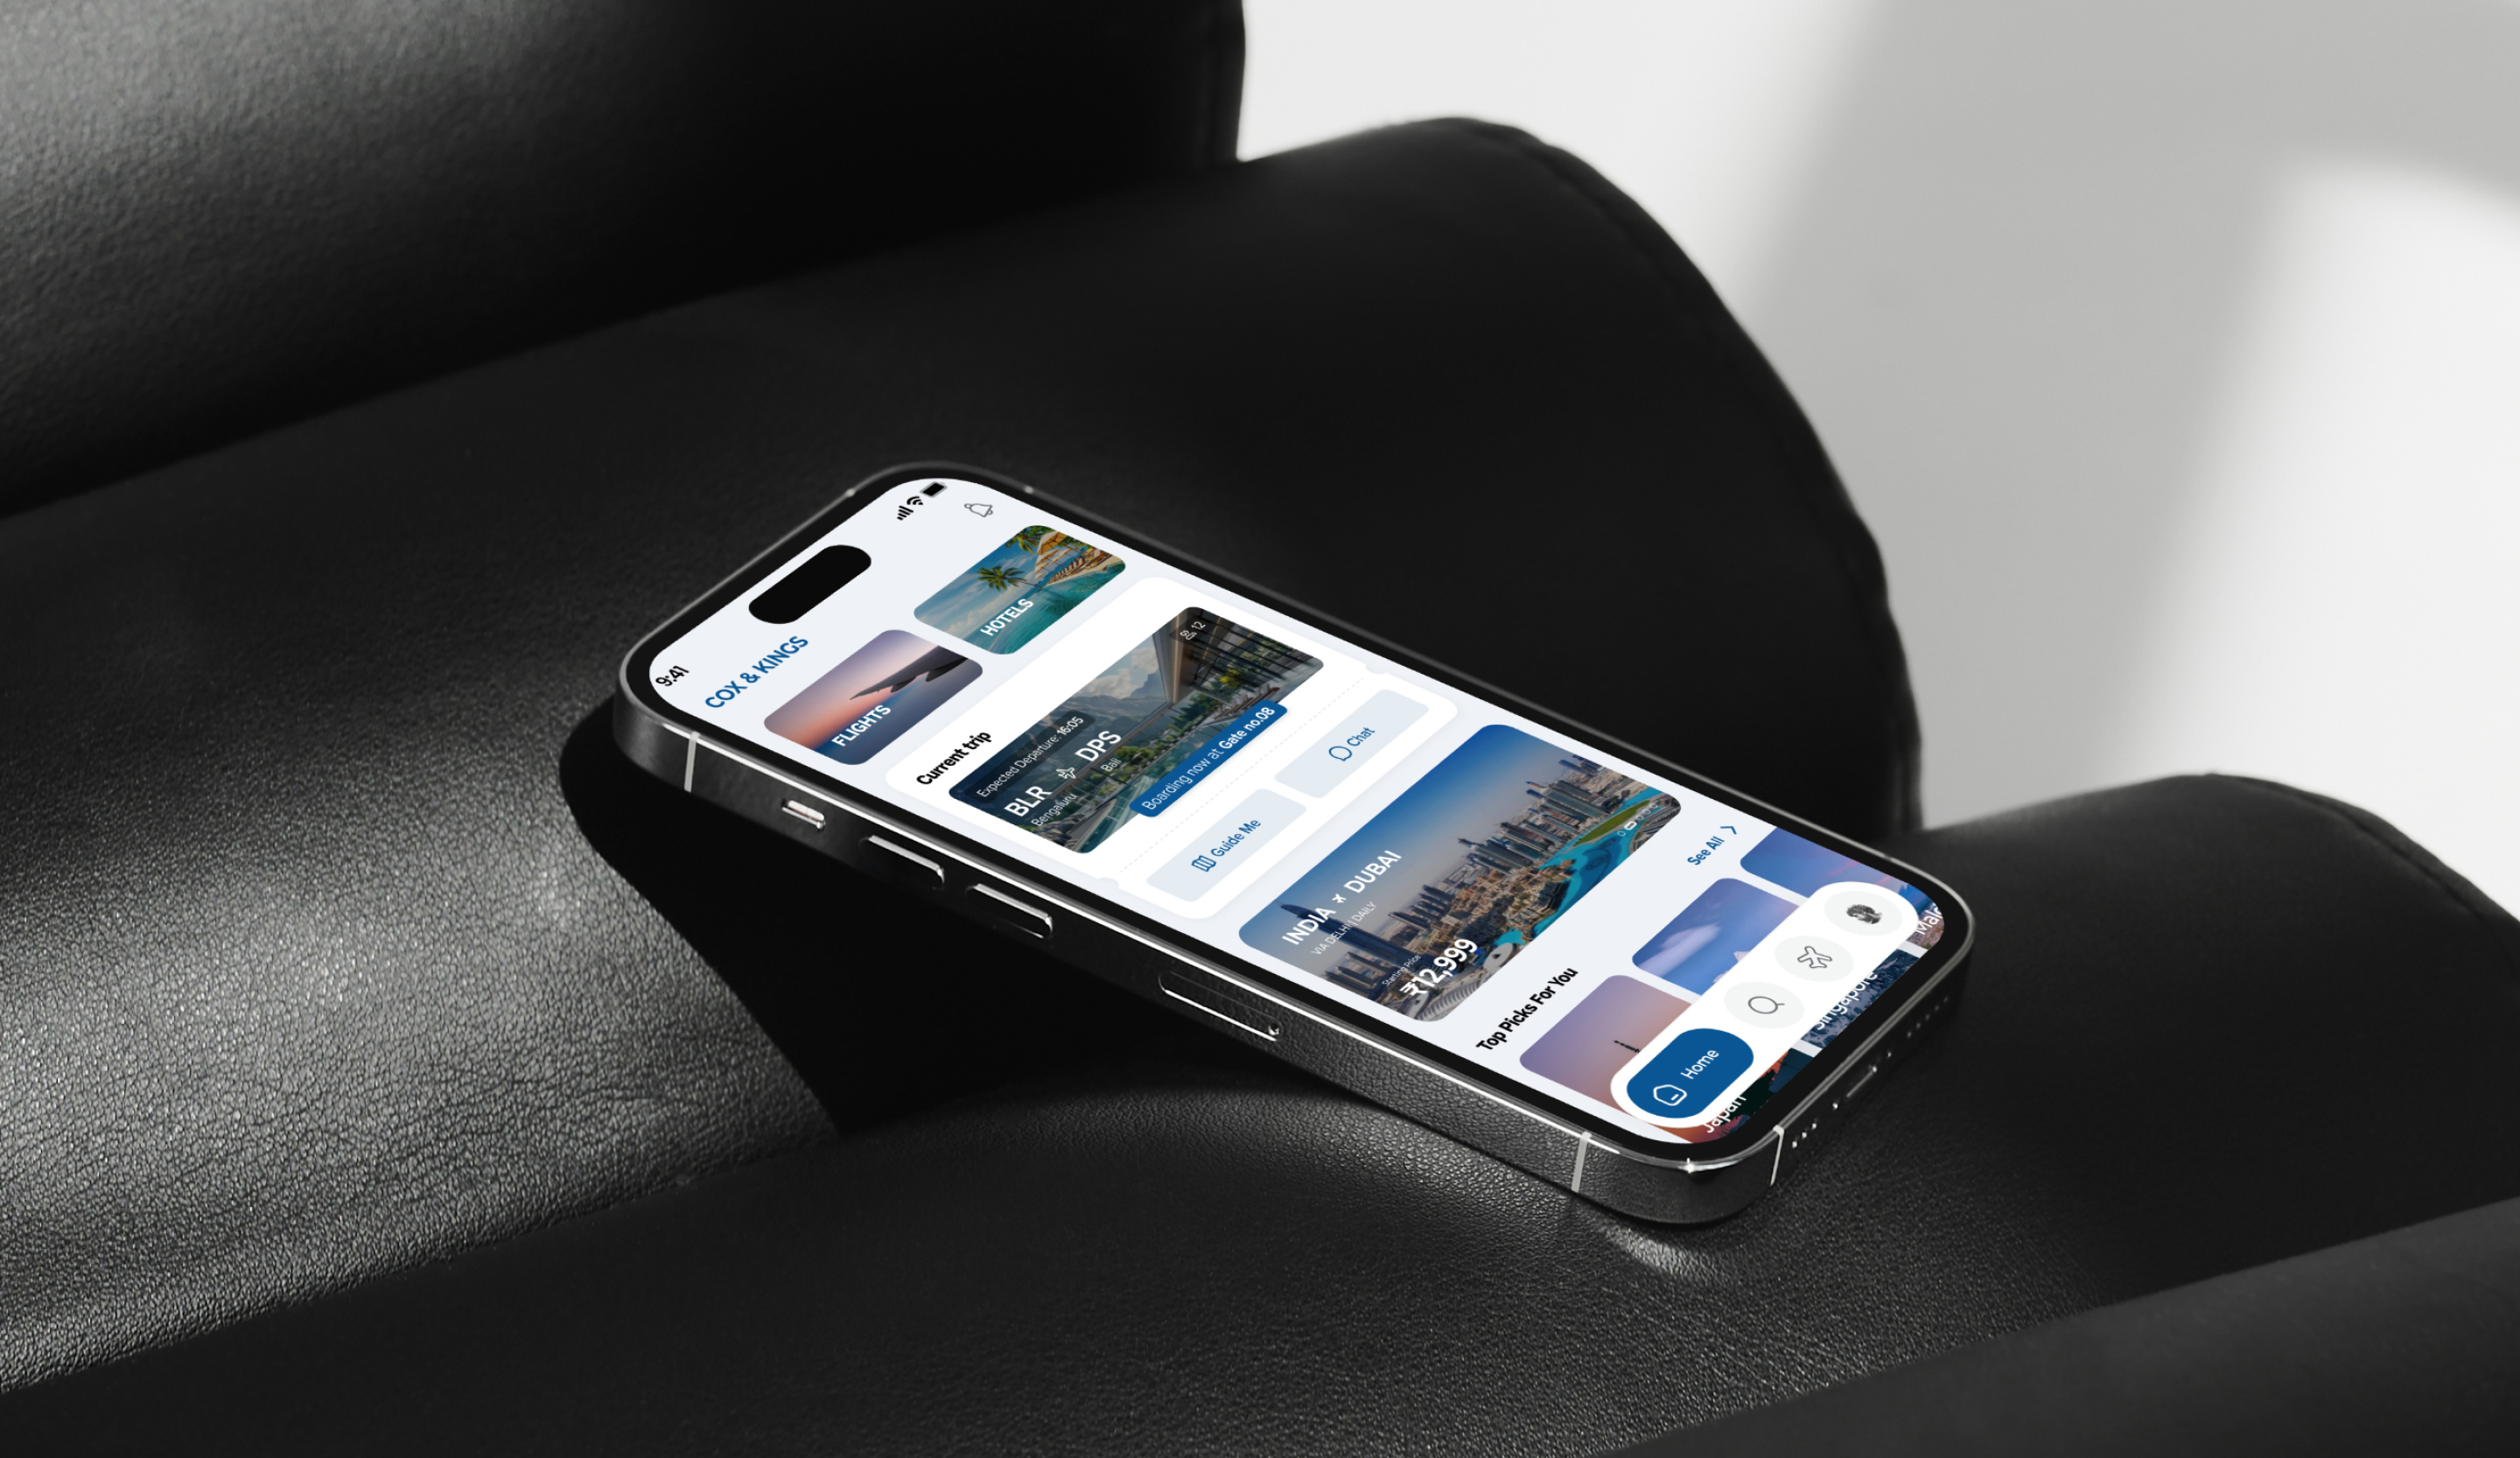 9:41
COX & KINGS
FLIGHTS
HOTELS
Current trip
12
Expected Departure: 16:05
BLR DPS
Bengaluru Bali
Boarding now at Gate no.08
Guide Me
Chat
INDIA DUBAI
VIA DELHI | DAILY
Starting Price
₹12,999
Top Picks For You
See All
Japan
Singapore
Home